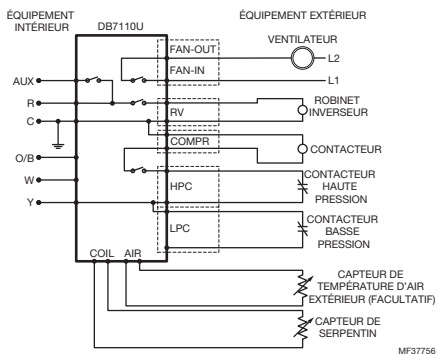 ÉQUIPEMENT
INTÉRIEUR
DB7110U
ÉQUIPEMENT EXTÉRIEUR
VENTILATEUR
FAN-OUT
L2
FAN-IN
L1
AUX
R
C
RV
ROBINET
INVERSEUR
COMPR
CONTACTEUR
O/B
W
Y
HPC
CONTACTEUR
HAUTE
PRESSION
LPC
CONTACTEUR
BASSE
PRESSION
COIL AIR
CAPTEUR DE
TEMPÉRATURE D'AIR
EXTÉRIEUR (FACULTATIF)
CAPTEUR DE
SERPENTIN
MF37756